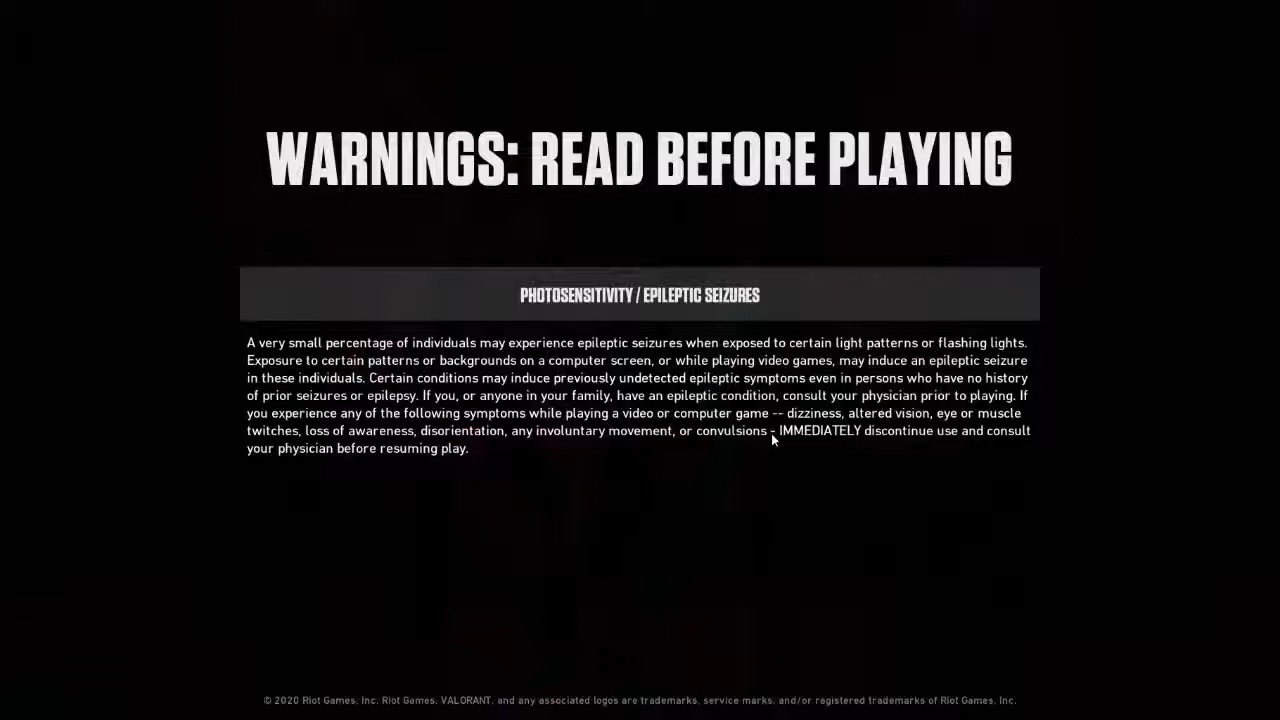 WARNINGS: READ BEFORE PLAYING
PHOTOSENSITIVITY / EPILEPTIC SEIZURES
A very small percentage of individuals may experience epileptic seizures when exposed to certain light patterns or flashing lights.
Exposure to certain patterns or backgrounds on a computer screen, or while playing video games, may induce an epileptic seizure
in these individuals. Certain conditions may induce previously undetected epileptic symptoms even in persons who have no history
of prior seizures or epilepsy. If you, or anyone in your family, have an epileptic condition, consult your physician prior to playing. If
you experience any of the following symptoms while playing a video or computer game -- dizziness, altered vision, eye or muscle
twitches, loss of awareness, disorientation, any involuntary movement, or convulsions - IMMEDIATELY discontinue use and consult
your physician before resuming play.
© 2020 Riot Games, Inc. Riot Games, VALORANT, and any associated logos are trademarks, service marks, and/or registered trademarks of Riot Games, Inc.